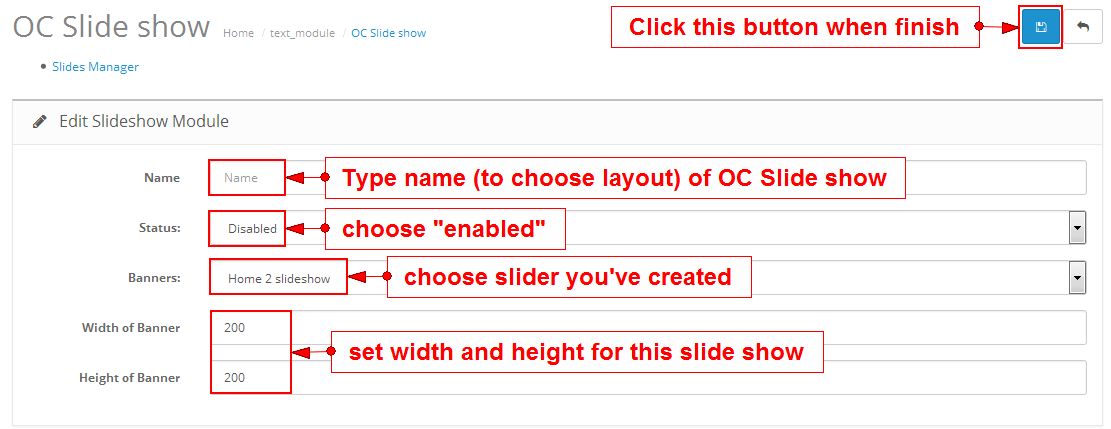 OC Slide show Home / text_module / OC Slide show Click this button when finish
Slides Manager
Edit Slideshow Module
Name Name Type name (to choose layout) of OC Slide show
Status: Disabled choose "enabled"
Banners: Home 2 slideshow choose slider you've created
Width of Banner 200
set width and height for this slide show
Height of Banner 200